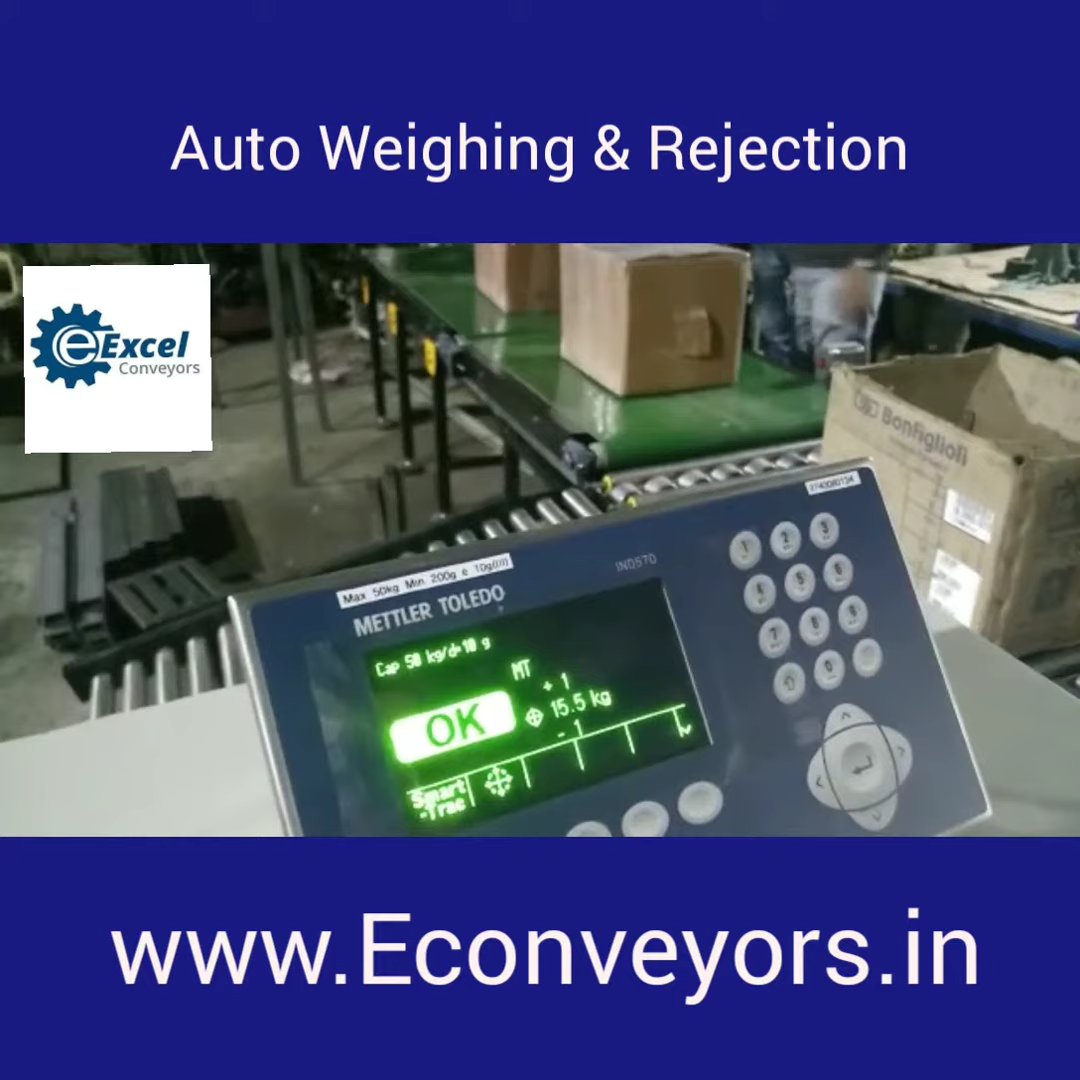 Auto Weighing & Rejection
eExcel
Conveyors
Bonfiglioli
Max 50kg Min 200g e 10g
IND570
METTLER TOLEDO
Cap 50 kg/d=10 g
MT
+ 1
OK
15.5 kg
- 1
Smart
-Trac
1 2 3
4 5 6
7 8 9
0
www.Econveyors.in